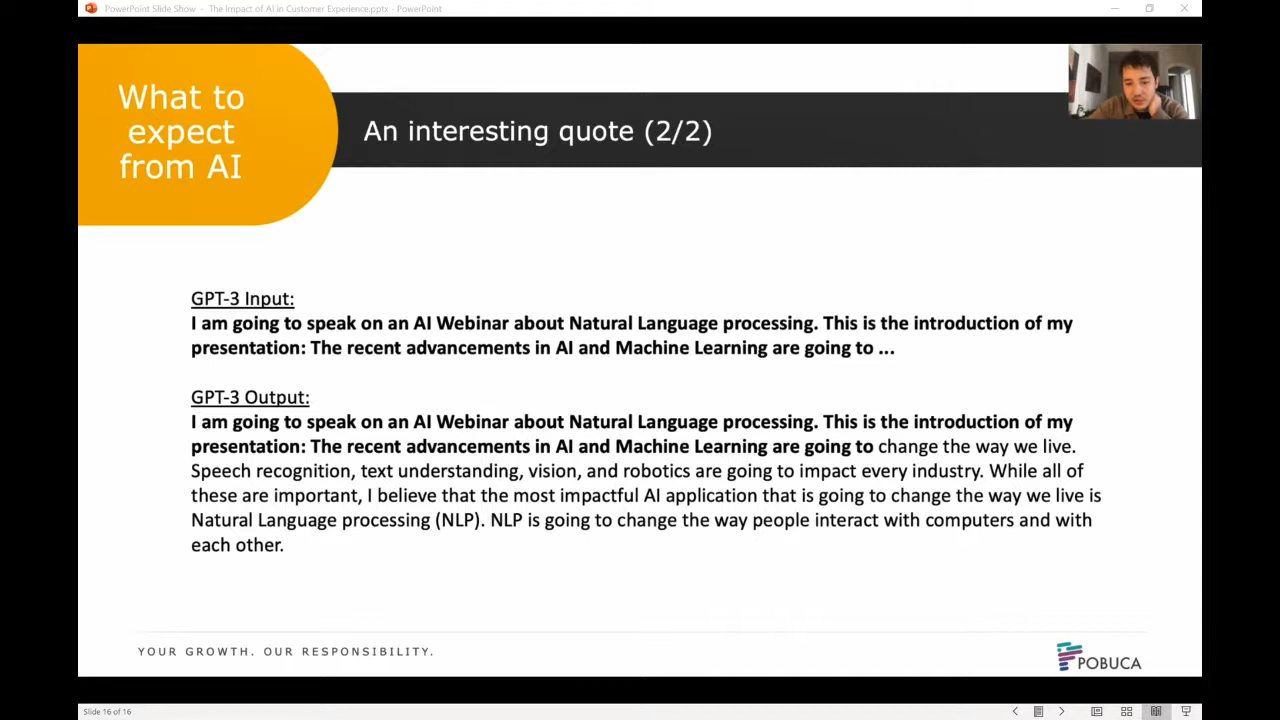 PowerPoint Slide Show - The Impact of AI in Customer Experience.pptx - PowerPoint
What to
expect
from AI
An interesting quote (2/2)
GPT-3 Input:
I am going to speak on an AI Webinar about Natural Language processing. This is the introduction of my
presentation: The recent advancements in AI and Machine Learning are going to ...
GPT-3 Output:
I am going to speak on an AI Webinar about Natural Language processing. This is the introduction of my
presentation: The recent advancements in AI and Machine Learning are going to change the way we live.
Speech recognition, text understanding, vision, and robotics are going to impact every industry. While all of
these are important, I believe that the most impactful AI application that is going to change the way we live is
Natural Language processing (NLP). NLP is going to change the way people interact with computers and with
each other.
YOUR GROWTH. OUR RESPONSIBILITY.
POBUCA
Slide 16 of 16